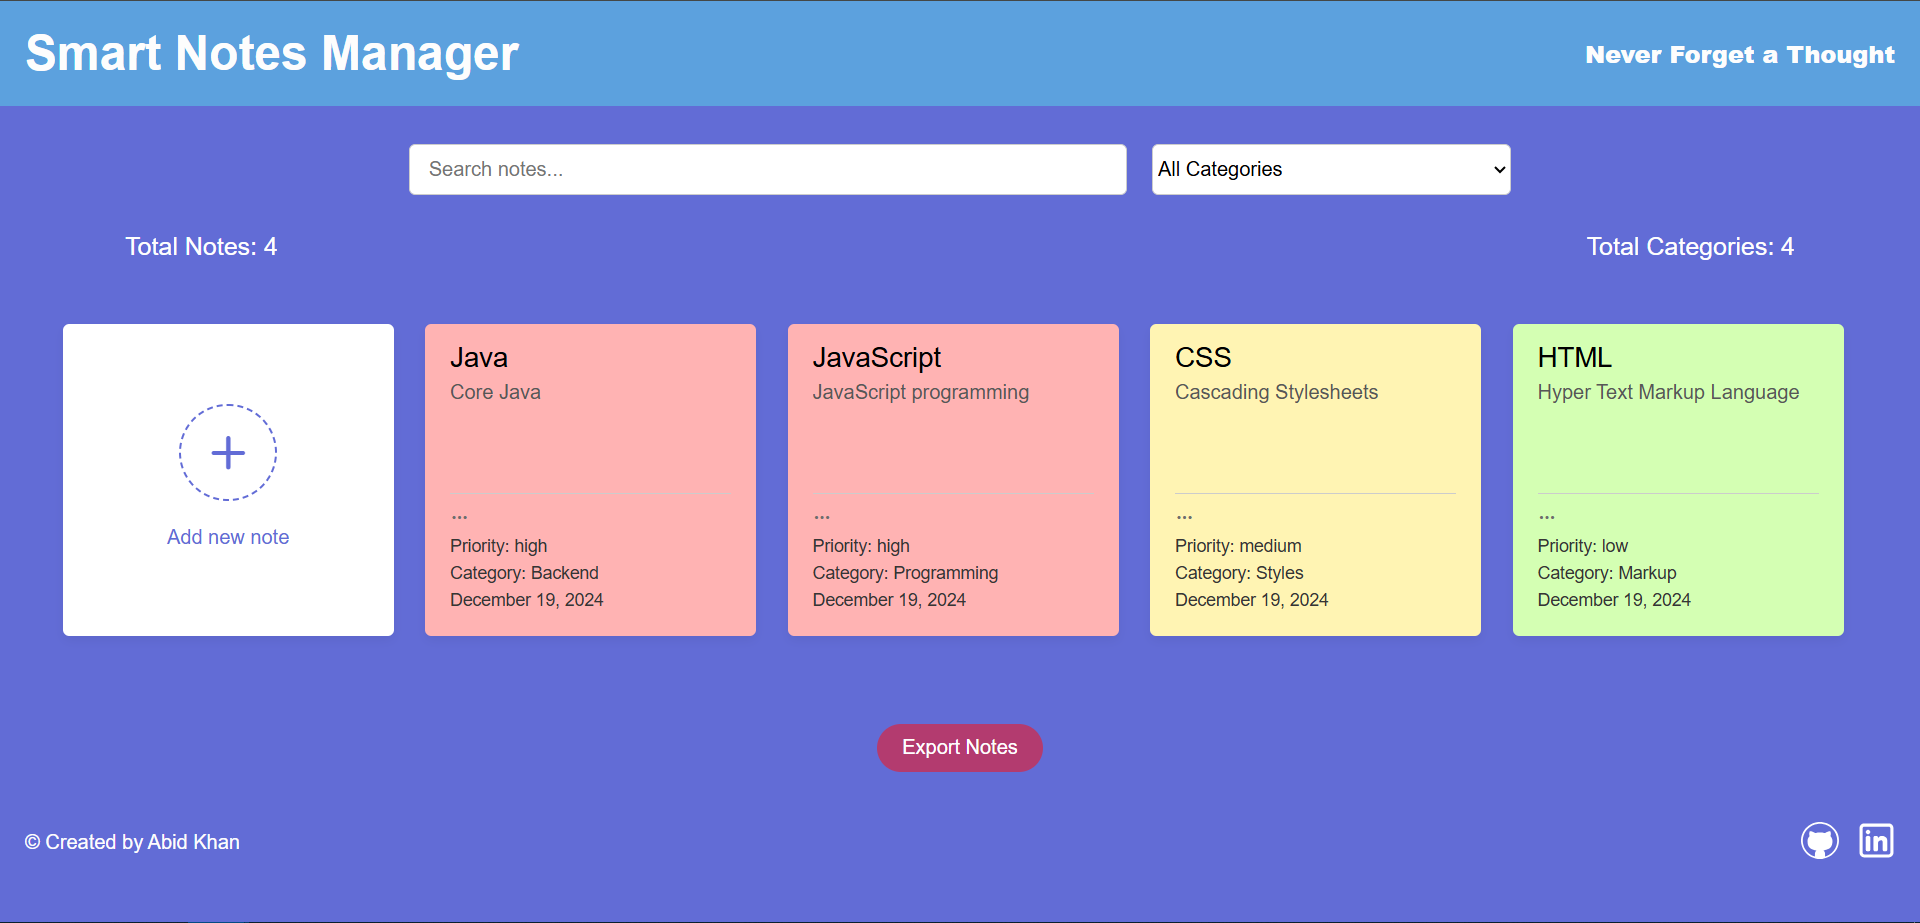 Smart Notes Manager
Never Forget a Thought
Search notes...
All Categories
Total Notes: 4
Total Categories: 4
Add new note
Java
Core Java
...
Priority: high
Category: Backend
December 19, 2024
JavaScript
JavaScript programming
...
Priority: high
Category: Programming
December 19, 2024
CSS
Cascading Stylesheets
...
Priority: medium
Category: Styles
December 19, 2024
HTML
Hyper Text Markup Language
...
Priority: low
Category: Markup
December 19, 2024
Export Notes
© Created by Abid Khan
in